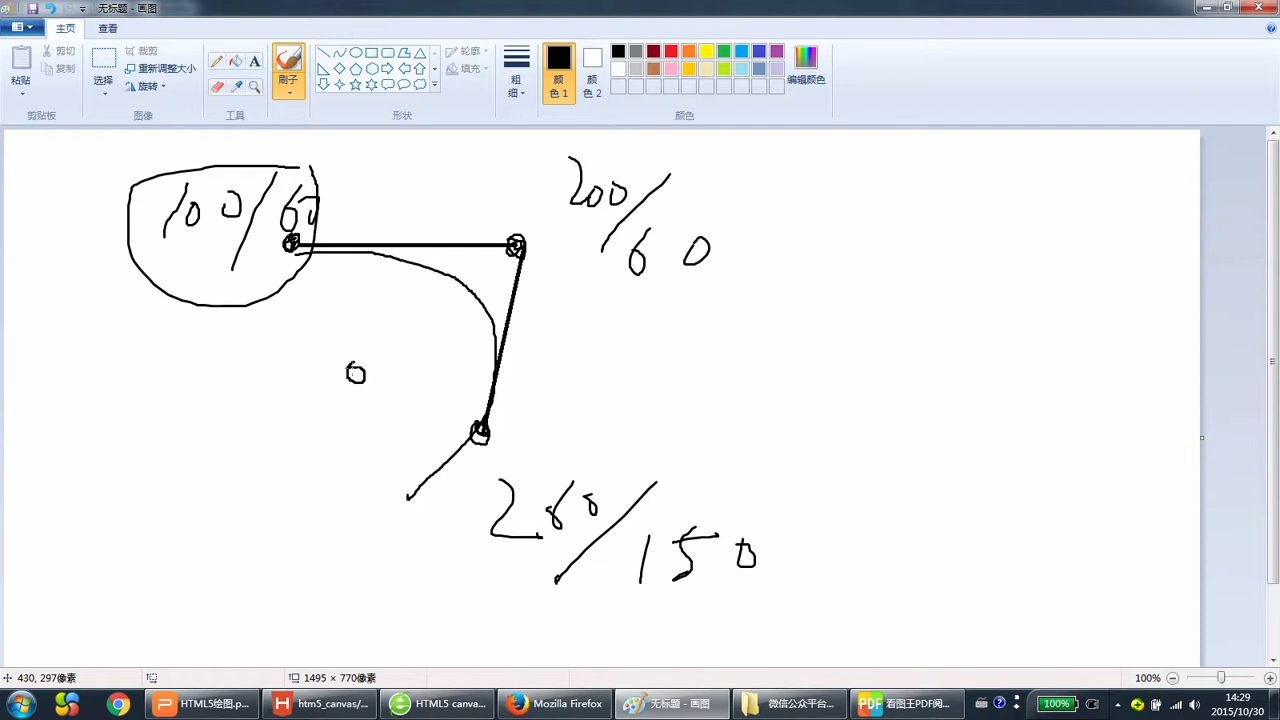 无标题 - 画图
主页
查看
粘贴
剪切
复制
剪贴板
选择
裁剪
重新调整大小
旋转
图像
A
工具
刷子
轮廓
填充
形状
粗细
颜色 1
颜色 2
编辑颜色
颜色
100/60
200/60
150
430, 297像素
1495 × 770像素
100%
HTML5绘图.p...
htm5_canvas/...
HTML5 canva...
Mozilla Firefox
无标题 - 画图
微信公众平台...
看图王PDF阅...
100%
14:29
2015/10/30